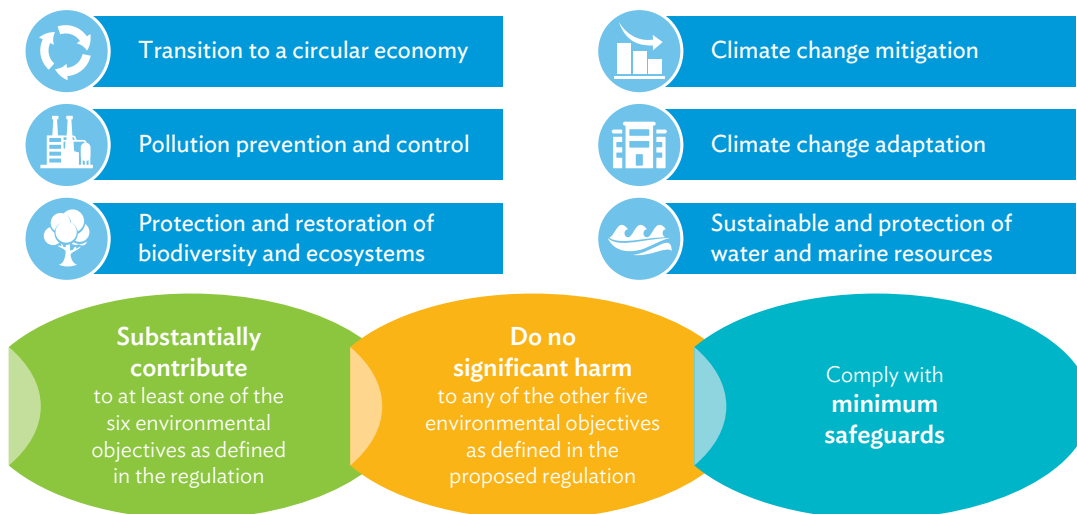 Transition to a circular economy
Climate change mitigation
Pollution prevention and control
Climate change adaptation
Protection and restoration of
biodiversity and ecosystems
Sustainable and protection of
water and marine resources
Substantially
contribute
to at least one of the
six environmental
objectives as defined
in the regulation
Do no
significant harm
to any of the other five
environmental objectives
as defined in the
proposed regulation
Comply with
minimum
safeguards